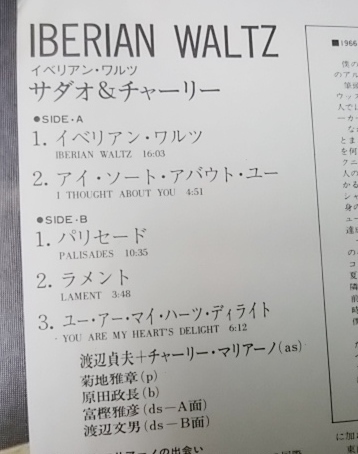 IBERIAN WALTZ
イベリアン・ワルツ
サダオ&チャーリー
●SIDE・A
1. イベリアン・ワルツ
IBERIAN WALTZ 16:03
2. アイ・ソート・アバウト・ユー
I THOUGHT ABOUT YOU 4:51
●SIDE・B
1. パリセード
PALISADES 10:35
2. ラメント
LAMENT 3:48
3. ユー・アー・マイ・ハーツ・ディライト
YOU ARE MY HEART'S DELIGHT 6:12
渡辺貞夫+チャーリー・マリアーノ(as)
菊地雅章(p)
原田政長(b)
富樫雅彦(ds—A面)
渡辺文男(ds—B面)
■1966